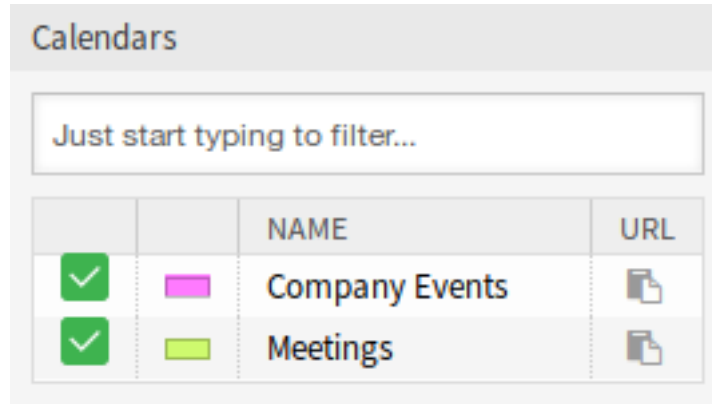 Calendars
Just start typing to filter...
NAME URL
Company Events
Meetings